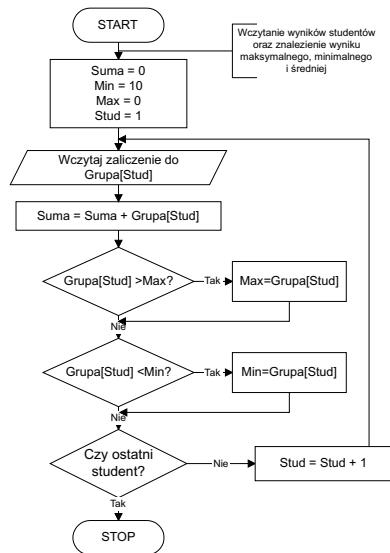 START
Wczytanie wyników studentów
oraz znalezienie wyniku
maksymalnego, minimalnego
i średniej
Suma = 0
Min = 10
Max = 0
Stud = 1
Wczytaj zaliczenie do
Grupa[Stud]
Suma = Suma + Grupa[Stud]
Grupa[Stud] >Max?
Tak
Max=Grupa[Stud]
Nie
Grupa[Stud] <Min?
Tak
Min=Grupa[Stud]
Nie
Czy ostatni
student?
Nie
Stud = Stud + 1
Tak
STOP